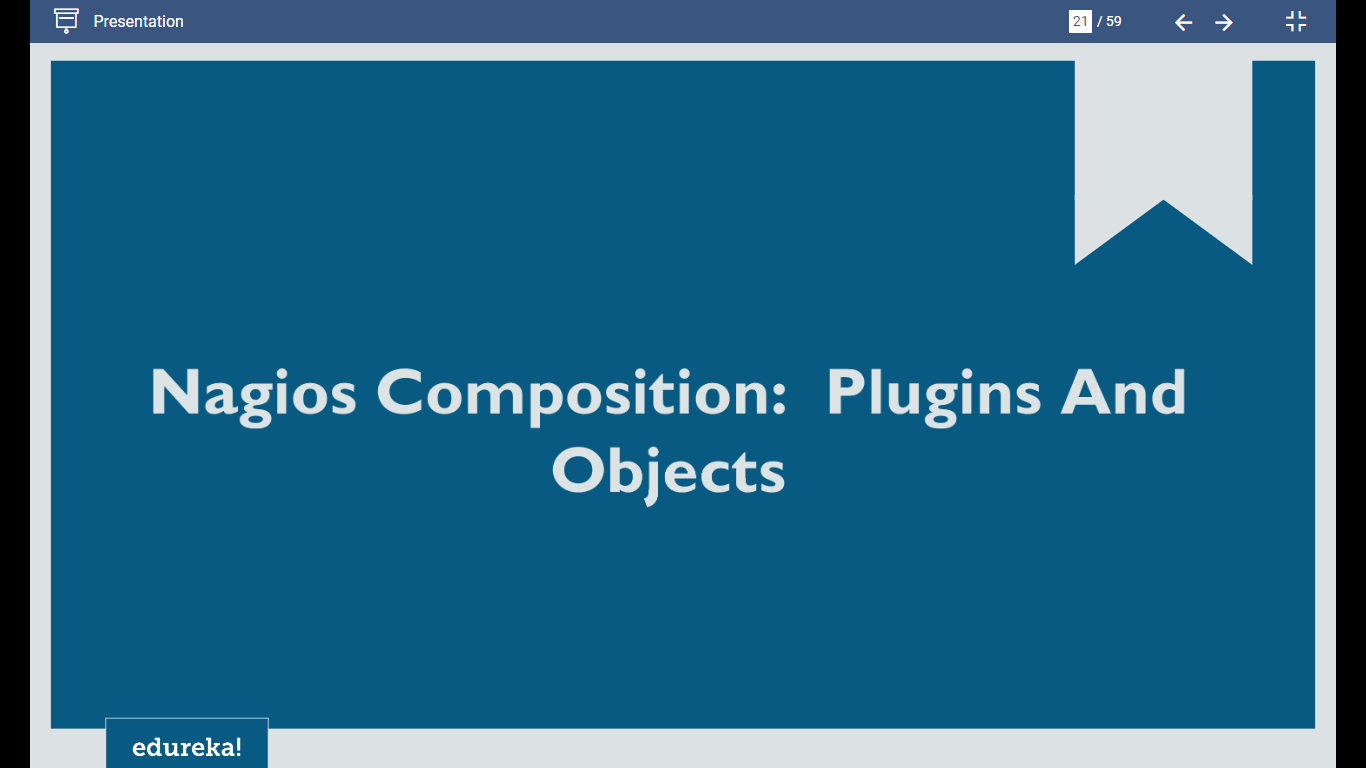 Presentation
21 / 59
Nagios Composition:  Plugins And
Objects
edureka!